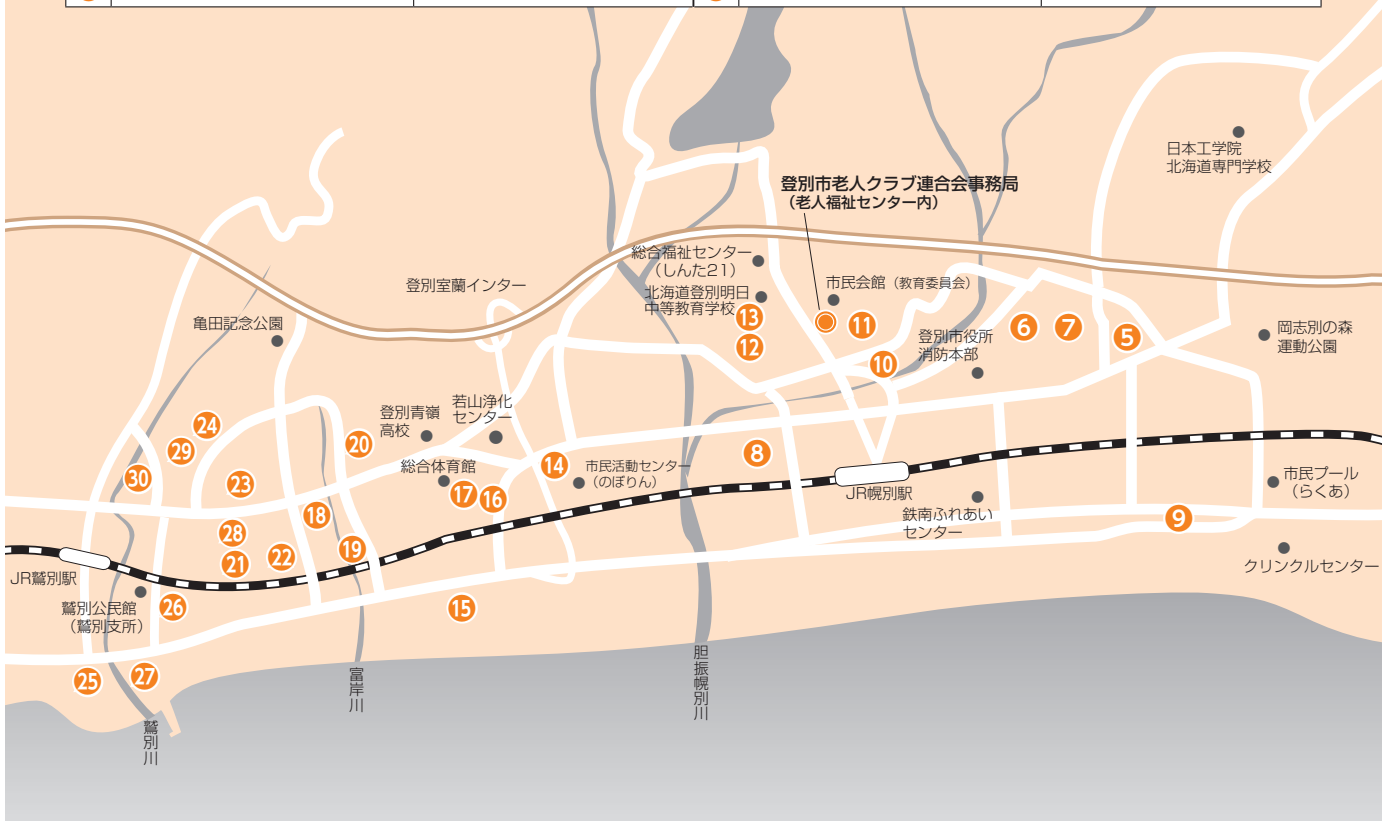 日本工学院
北海道専門学校
登別市老人クラブ連合会事務局
（老人福祉センター内）
総合福祉センター
（しんた21）
登別室蘭インター
市民会館（教育委員会）
北海道登別明日
中等教育学校
亀田記念公園
13
11
6
7
5
岡志別の森
運動公園
12
登別市役所
消防本部
10
24
登別青嶺
高校
若山浄化
センター
20
29
8
30
総合体育館
14
市民活動センター
（のぼりん）
23
17
16
JR幌別駅
市民プール
（らくあ）
18
鉄南ふれあい
センター
9
28
19
22
21
JR鷲別駅
クリンクルセンター
鷲別公民館
（鷲別支所）
26
15
25
27
富岸川
胆振幌別川
鷲別川